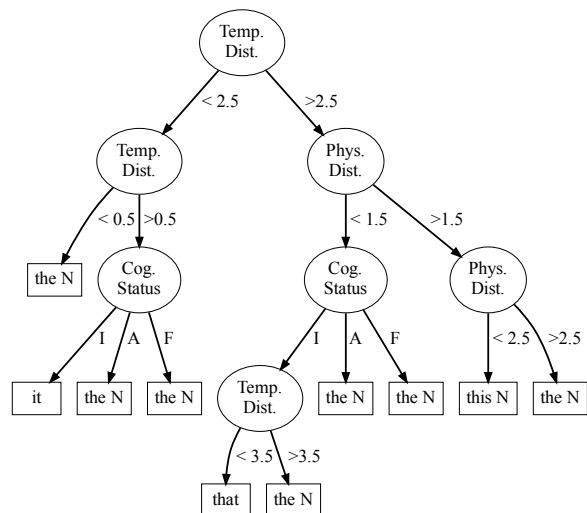 Temp.
Dist.
< 2.5
>2.5
Temp.
Dist.
Phys.
Dist.
< 0.5
>0.5
< 1.5
>1.5
the N
Cog.
Status
Cog.
Status
Phys.
Dist.
I
A
F
I
A
F
< 2.5
>2.5
it
the N
the N
Temp.
Dist.
the N
the N
this N
the N
< 3.5
>3.5
that
the N